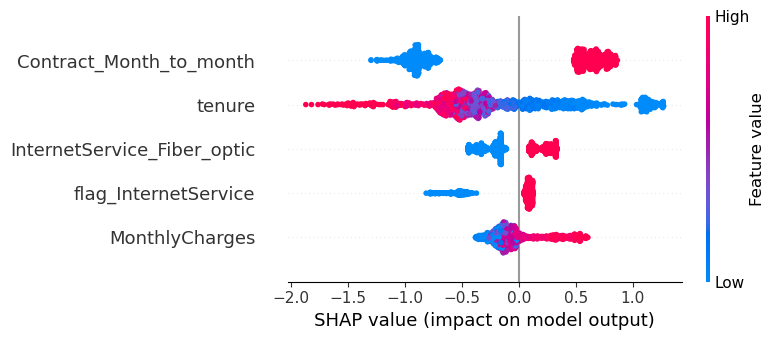 High
Contract_Month_to_month
tenure
InternetService_Fiber_optic
flag_InternetService
MonthlyCharges
Feature value
Low
−2.0 −1.5 −1.0 −0.5 0.0 0.5 1.0
SHAP value (impact on model output)